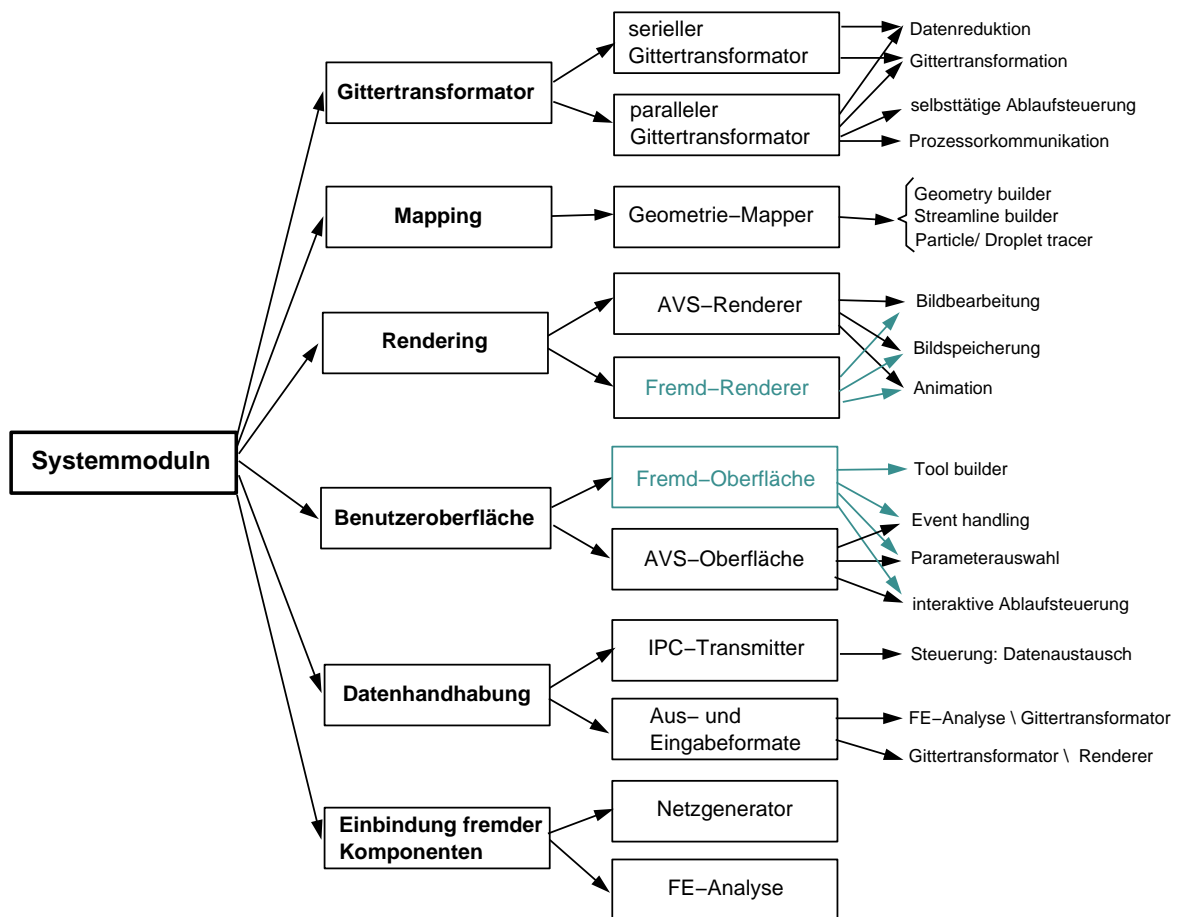 Systemmoduln
Gittertransformator
serieller
Gittertransformator
paralleler
Gittertransformator
Datenreduktion
Gittertransformation
selbsttätige Ablaufsteuerung
Prozessorkommunikation
Mapping
Geometrie−Mapper
Geometry builder
Streamline builder
Particle/ Droplet tracer
Rendering
AVS−Renderer
Fremd−Renderer
Bildbearbeitung
Bildspeicherung
Animation
Benutzeroberfläche
Fremd−Oberfläche
AVS−Oberfläche
Tool builder
Event handling
Parameterauswahl
interaktive Ablaufsteuerung
Datenhandhabung
IPC−Transmitter
Steuerung: Datenaustausch
Aus− und
Eingabeformate
FE−Analyse \ Gittertransformator
Gittertransformator \ Renderer
Einbindung fremder
Komponenten
Netzgenerator
FE−Analyse